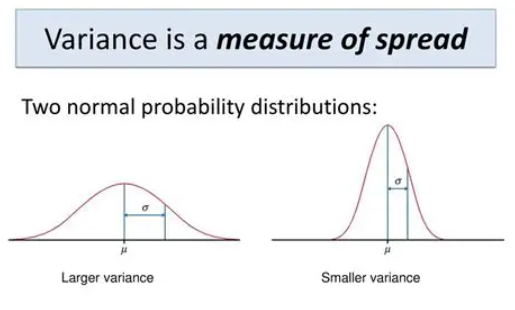 Variance is a measure of spread
Two normal probability distributions:
σ
σ
μ
μ
Larger variance
Smaller variance